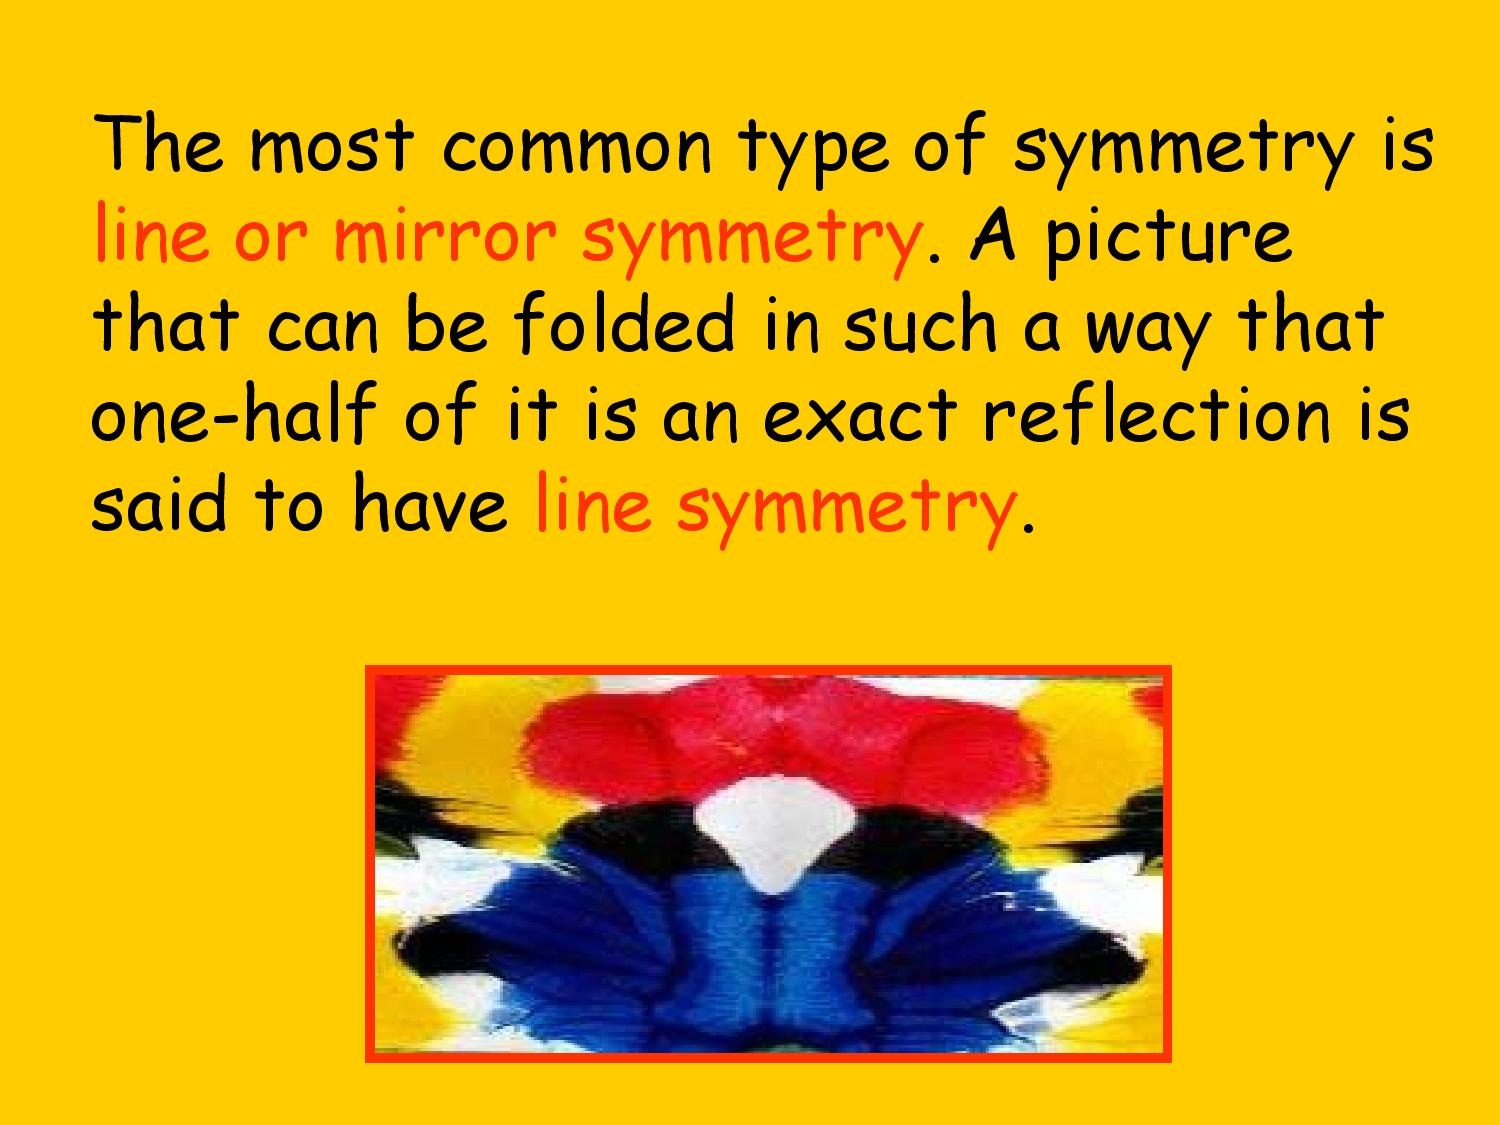 The most common type of symmetry is
line or mirror symmetry. A picture
that can be folded in such a way that
one-half of it is an exact reflection is
said to have line symmetry.